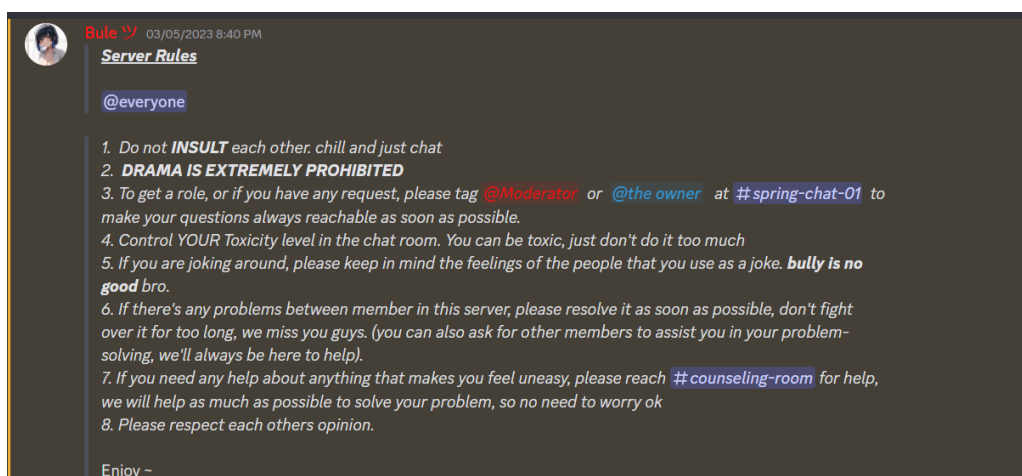 Bule ツ 03/05/2023 8:40 PM
Server Rules
@everyone
1. Do not INSULT each other. chill and just chat
2. DRAMA IS EXTREMELY PROHIBITED
3. To get a role, or if you have any request, please tag @Moderator or @the owner at #spring-chat-01 to
make your questions always reachable as soon as possible.
4. Control YOUR Toxicity level in the chat room. You can be toxic, just don't do it too much
5. If you are joking around, please keep in mind the feelings of the people that you use as a joke. bully is no
good bro.
6. If there's any problems between member in this server, please resolve it as soon as possible, don't fight
over it for too long, we miss you guys. (you can also ask for other members to assist you in your problem-
solving, we'll always be here to help).
7. If you need any help about anything that makes you feel uneasy, please reach #counseling-room for help,
we will help as much as possible to solve your problem, so no need to worry ok
8. Please respect each others opinion.
Enjoy ~